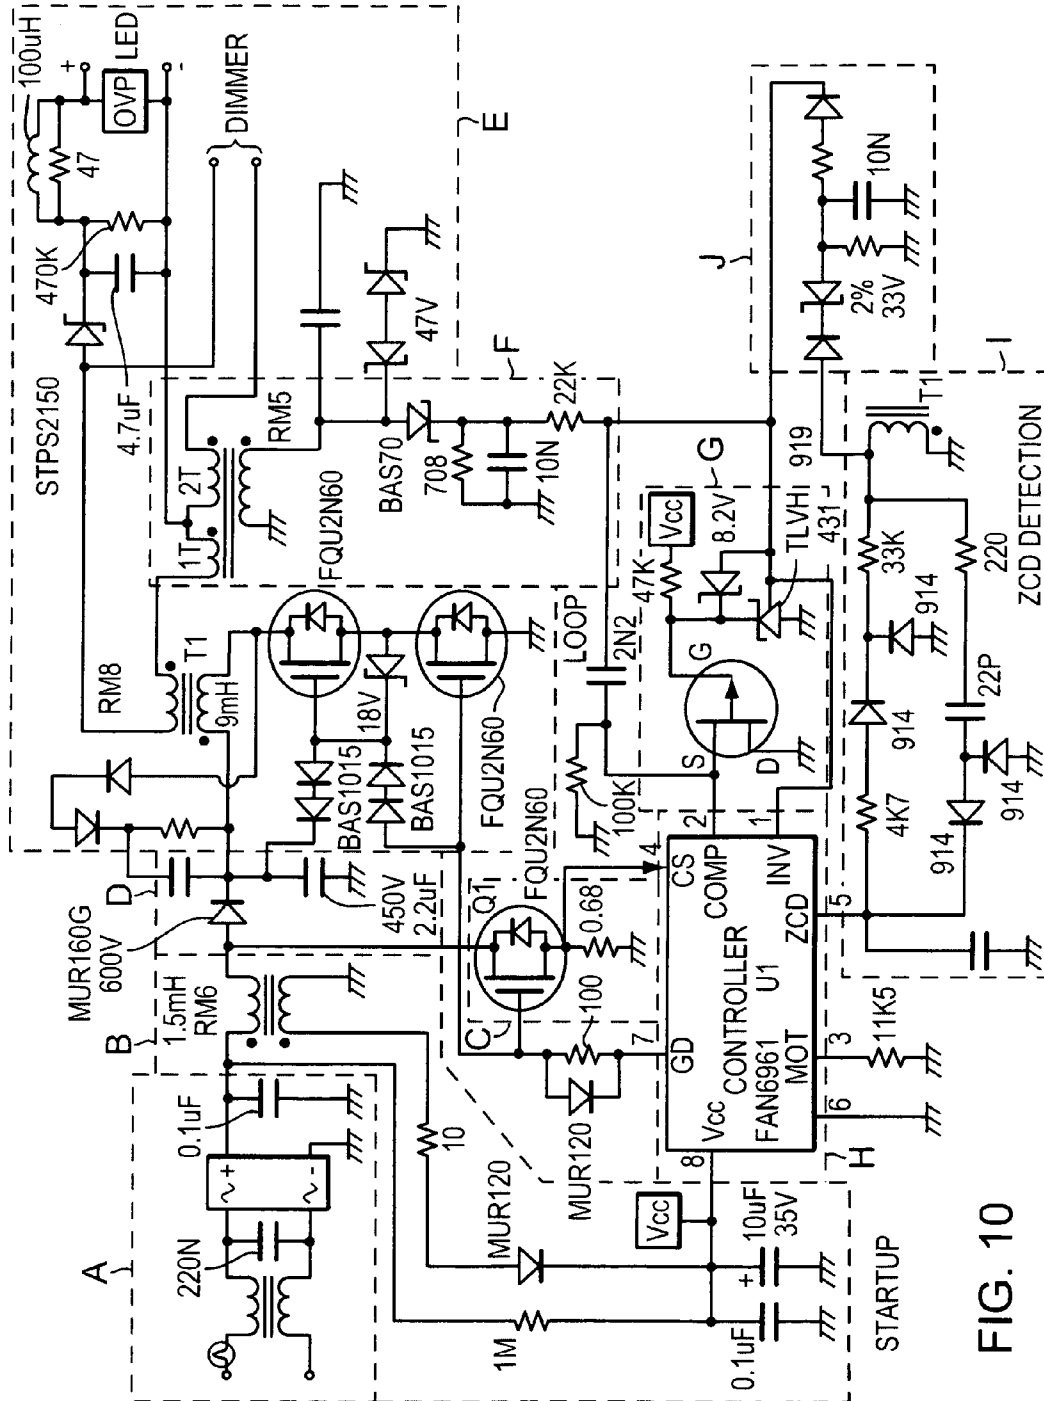 A
220N
0.1uF
B
1.5mH
RM6
MUR160G
600V
D
450V
2.2uF
RM8
T1
9mH
BAS1015
18V
BAS1015
FQU2N60
FQU2N60
STPS2150
4.7uF
470K
47
100uH
+
-
OVP
LED
DIMMER
E
1T
2T
RM5
F
47V
BAS70
708
10N
22K
LOOP
2N2
100K
G
Vcc
47K
8.2V
TLVH
431
G
S
D
J
10N
2%
33V
919
I
T1
33K
914
220
22P
914
914
914
4K7
ZCD DETECTION
Q1
FQU2N60
0.68
C
100
MUR120
10
MUR120
1M
Vcc
10uF
35V
+
0.1uF
STARTUP
8
7
4
2
1
5
3
6
Vcc
GD
CS
COMP
INV
ZCD
MOT
CONTROLLER
FAN6961 U1
11K5
H
FIG. 10